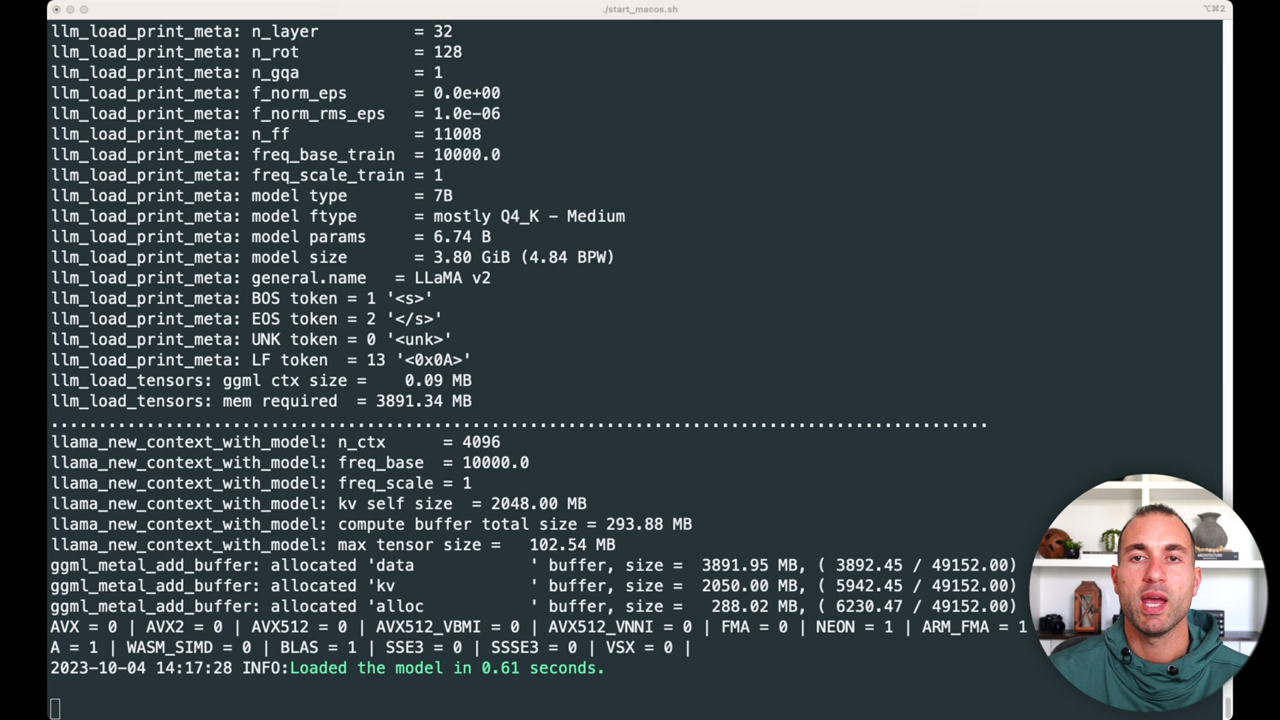 ./start_macos.sh
⌥⌘2
llm_load_print_meta: n_layer = 32
llm_load_print_meta: n_rot = 128
llm_load_print_meta: n_gqa = 1
llm_load_print_meta: f_norm_eps = 0.0e+00
llm_load_print_meta: f_norm_rms_eps = 1.0e-06
llm_load_print_meta: n_ff = 11008
llm_load_print_meta: freq_base_train = 10000.0
llm_load_print_meta: freq_scale_train = 1
llm_load_print_meta: model type = 7B
llm_load_print_meta: model ftype = mostly Q4_K - Medium
llm_load_print_meta: model params = 6.74 B
llm_load_print_meta: model size = 3.80 GiB (4.84 BPW)
llm_load_print_meta: general.name = LLaMA v2
llm_load_print_meta: BOS token = 1 '<s>'
llm_load_print_meta: EOS token = 2 '</s>'
llm_load_print_meta: UNK token = 0 '<unk>'
llm_load_print_meta: LF token = 13 '<0x0A>'
llm_load_tensors: ggml ctx size = 0.09 MB
llm_load_tensors: mem required = 3891.34 MB
...................................................................................................
llama_new_context_with_model: n_ctx = 4096
llama_new_context_with_model: freq_base = 10000.0
llama_new_context_with_model: freq_scale = 1
llama_new_context_with_model: kv self size = 2048.00 MB
llama_new_context_with_model: compute buffer total size = 293.88 MB
llama_new_context_with_model: max tensor size = 102.54 MB
ggml_metal_add_buffer: allocated 'data ' buffer, size = 3891.95 MB, ( 3892.45 / 49152.00)
ggml_metal_add_buffer: allocated 'kv ' buffer, size = 2050.00 MB, ( 5942.45 / 49152.00)
ggml_metal_add_buffer: allocated 'alloc ' buffer, size = 288.02 MB, ( 6230.47 / 49152.00)
AVX = 0 | AVX2 = 0 | AVX512 = 0 | AVX512_VBMI = 0 | AVX512_VNNI = 0 | FMA = 0 | NEON = 1 | ARM_FMA = 1
A = 1 | WASM_SIMD = 0 | BLAS = 1 | SSE3 = 0 | SSSE3 = 0 | VSX = 0 |
2023-10-04 14:17:28 INFO:Loaded the model in 0.61 seconds.